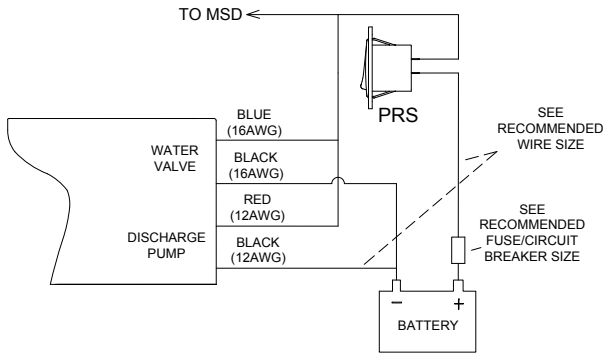 TO MSD
PRS
BLUE
(16AWG)
WATER
VALVE
BLACK
(16AWG)
RED
(12AWG)
DISCHARGE
PUMP
BLACK
(12AWG)
SEE
RECOMMENDED
WIRE SIZE
SEE
RECOMMENDED
FUSE/CIRCUIT
BREAKER SIZE
− +
BATTERY